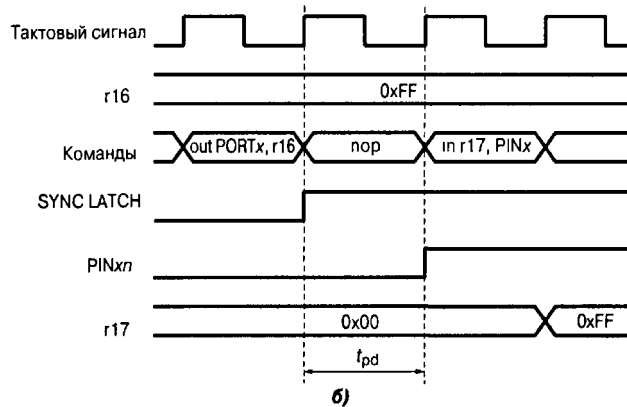 Тактовый сигнал
r16
0xFF
Команды
out PORTx, r16
nop
in r17, PINx
SYNC LATCH
PINxn
r17
0x00
0xFF
tpd
б)